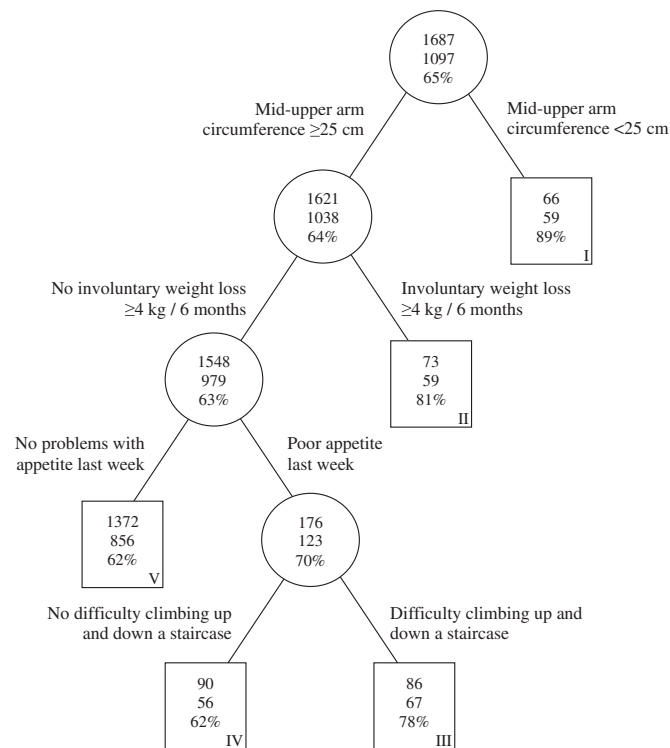 1687
1097
65%
Mid-upper arm
circumference ≥25 cm
Mid-upper arm
circumference <25 cm
1621
1038
64%
66
59
89%
I
No involuntary weight loss
≥4 kg / 6 months
Involuntary weight loss
≥4 kg / 6 months
1548
979
63%
73
59
81%
II
No problems with
appetite last week
Poor appetite
last week
1372
856
62%
V
176
123
70%
No difficulty climbing up
and down a staircase
Difficulty climbing up and
down a staircase
90
56
62%
IV
86
67
78%
III